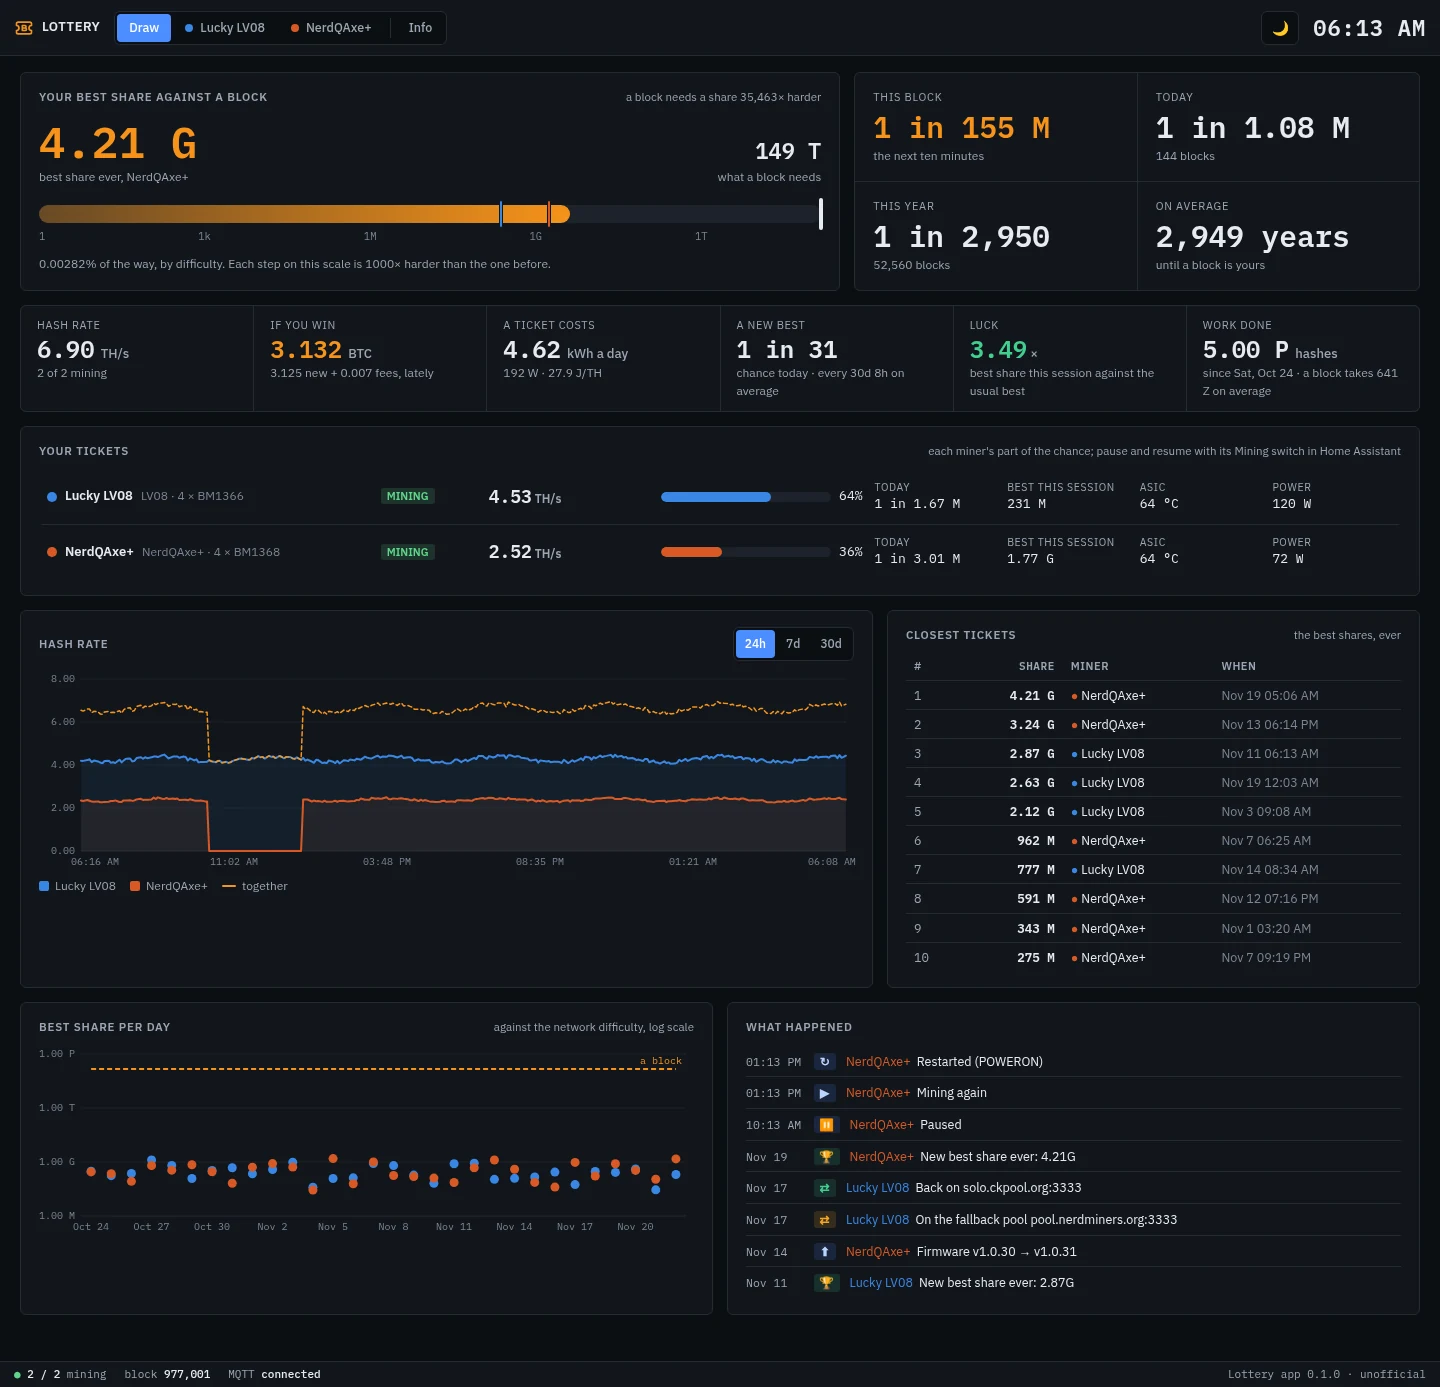 LOTTERY Draw Lucky LV08 NerdQAxe+ Info 06:13 AM
YOUR BEST SHARE AGAINST A BLOCK a block needs a share 35,463× harder
4.21 G 149 T
best share ever, NerdQAxe+ what a block needs
1 1k 1M 1G 1T
0.00282% of the way, by difficulty. Each step on this scale is 1000× harder than the one before.
THIS BLOCK
1 in 155 M
the next ten minutes
TODAY
1 in 1.08 M
144 blocks
THIS YEAR
1 in 2,950
52,560 blocks
ON AVERAGE
2,949 years
until a block is yours
HASH RATE
6.90 TH/s
2 of 2 mining
IF YOU WIN
3.132 BTC
3.125 new + 0.007 fees, lately
A TICKET COSTS
4.62 kWh a day
192 W · 27.9 J/TH
A NEW BEST
1 in 31
chance today · every 30d 8h on
average
LUCK
3.49 ×
best share this session against the
usual best
WORK DONE
5.00 P hashes
since Sat, Oct 24 · a block takes 641
Z on average
YOUR TICKETS each miner's part of the chance; pause and resume with its Mining switch in Home Assistant
Lucky LV08 LV08 · 4 × BM1366 MINING 4.53 TH/s 64%
TODAY BEST THIS SESSION ASIC POWER
1 in 1.67 M 231 M 64 °C 120 W
NerdQAxe+ NerdQAxe+ · 4 × BM1368 MINING 2.52 TH/s 36%
TODAY BEST THIS SESSION ASIC POWER
1 in 3.01 M 1.77 G 64 °C 72 W
HASH RATE 24h 7d 30d
8.00
6.00
4.00
2.00
0.00
06:16 AM 11:02 AM 03:48 PM 08:35 PM 01:21 AM 06:08 AM
Lucky LV08 NerdQAxe+ together
CLOSEST TICKETS the best shares, ever
# SHARE MINER WHEN
1 4.21 G NerdQAxe+ Nov 19 05:06 AM
2 3.24 G NerdQAxe+ Nov 13 06:14 PM
3 2.87 G Lucky LV08 Nov 11 06:13 AM
4 2.63 G Lucky LV08 Nov 19 12:03 AM
5 2.12 G Lucky LV08 Nov 3 09:08 AM
6 962 M NerdQAxe+ Nov 7 06:25 AM
7 777 M Lucky LV08 Nov 14 08:34 AM
8 591 M NerdQAxe+ Nov 12 07:16 PM
9 343 M NerdQAxe+ Nov 1 03:20 AM
10 275 M NerdQAxe+ Nov 7 09:19 PM
BEST SHARE PER DAY against the network difficulty, log scale
1.00 P
a block
1.00 T
1.00 G
1.00 M
Oct 24 Oct 27 Oct 30 Nov 2 Nov 5 Nov 8 Nov 11 Nov 14 Nov 17 Nov 20
WHAT HAPPENED
01:13 PM ↻ NerdQAxe+ Restarted (POWERON)
01:13 PM ▶ NerdQAxe+ Mining again
10:13 AM ⏸ NerdQAxe+ Paused
Nov 19 🏆 NerdQAxe+ New best share ever: 4.21G
Nov 17 ⇄ Lucky LV08 Back on solo.ckpool.org:3333
Nov 17 ⇄ Lucky LV08 On the fallback pool pool.nerdminers.org:3333
Nov 14 ⬆ NerdQAxe+ Firmware v1.0.30 → v1.0.31
Nov 11 🏆 Lucky LV08 New best share ever: 2.87G
2 / 2 mining block 977,001 MQTT connected Lottery app 0.1.0 · unofficial